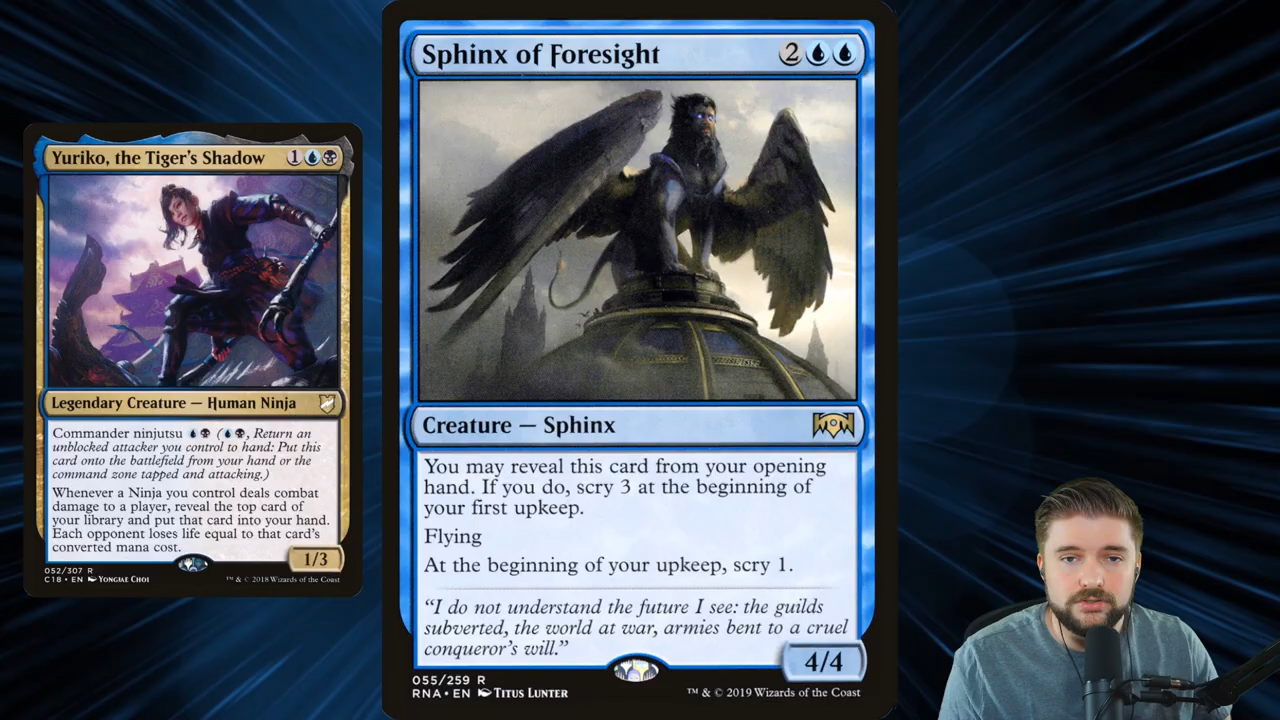 Yuriko, the Tiger's Shadow 1
Legendary Creature — Human Ninja
Commander ninjutsu (, Return an
unblocked attacker you control to hand: Put this
card onto the battlefield from your hand or the
command zone tapped and attacking.)
Whenever a Ninja you control deals combat
damage to a player, reveal the top card of
your library and put that card into your hand.
Each opponent loses life equal to that card's
converted mana cost.
1/3
052/307 R
C18 • EN YONGJAE CHOI
™ & © 2018 Wizards of the Coast
Sphinx of Foresight 2
Creature — Sphinx
You may reveal this card from your opening
hand. If you do, scry 3 at the beginning of
your first upkeep.
Flying
At the beginning of your upkeep, scry 1.
“I do not understand the future I see: the guilds
subverted, the world at war, armies bent to a cruel
conqueror's will.”
4/4
055/259 R
RNA • EN TITUS LUNTER
™ & © 2019 Wizards of the Coast